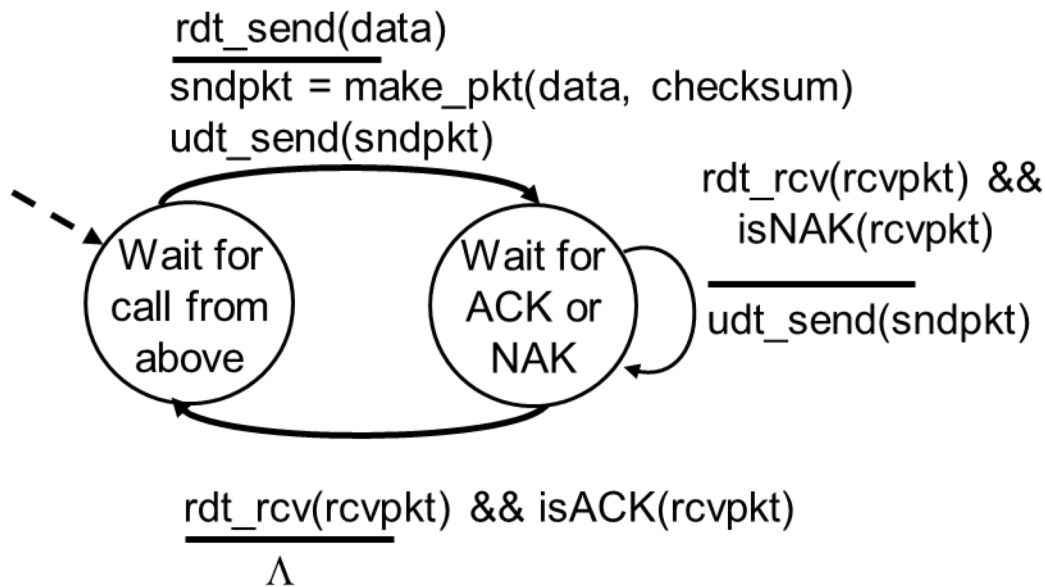 rdt_send(data)
sndpkt = make_pkt(data, checksum)
udt_send(sndpkt)
rdt_rcv(rcvpkt) &&
isNAK(rcvpkt)
udt_send(sndpkt)
Wait for
call from
above
Wait for
ACK or
NAK
rdt_rcv(rcvpkt) && isACK(rcvpkt)
Λ